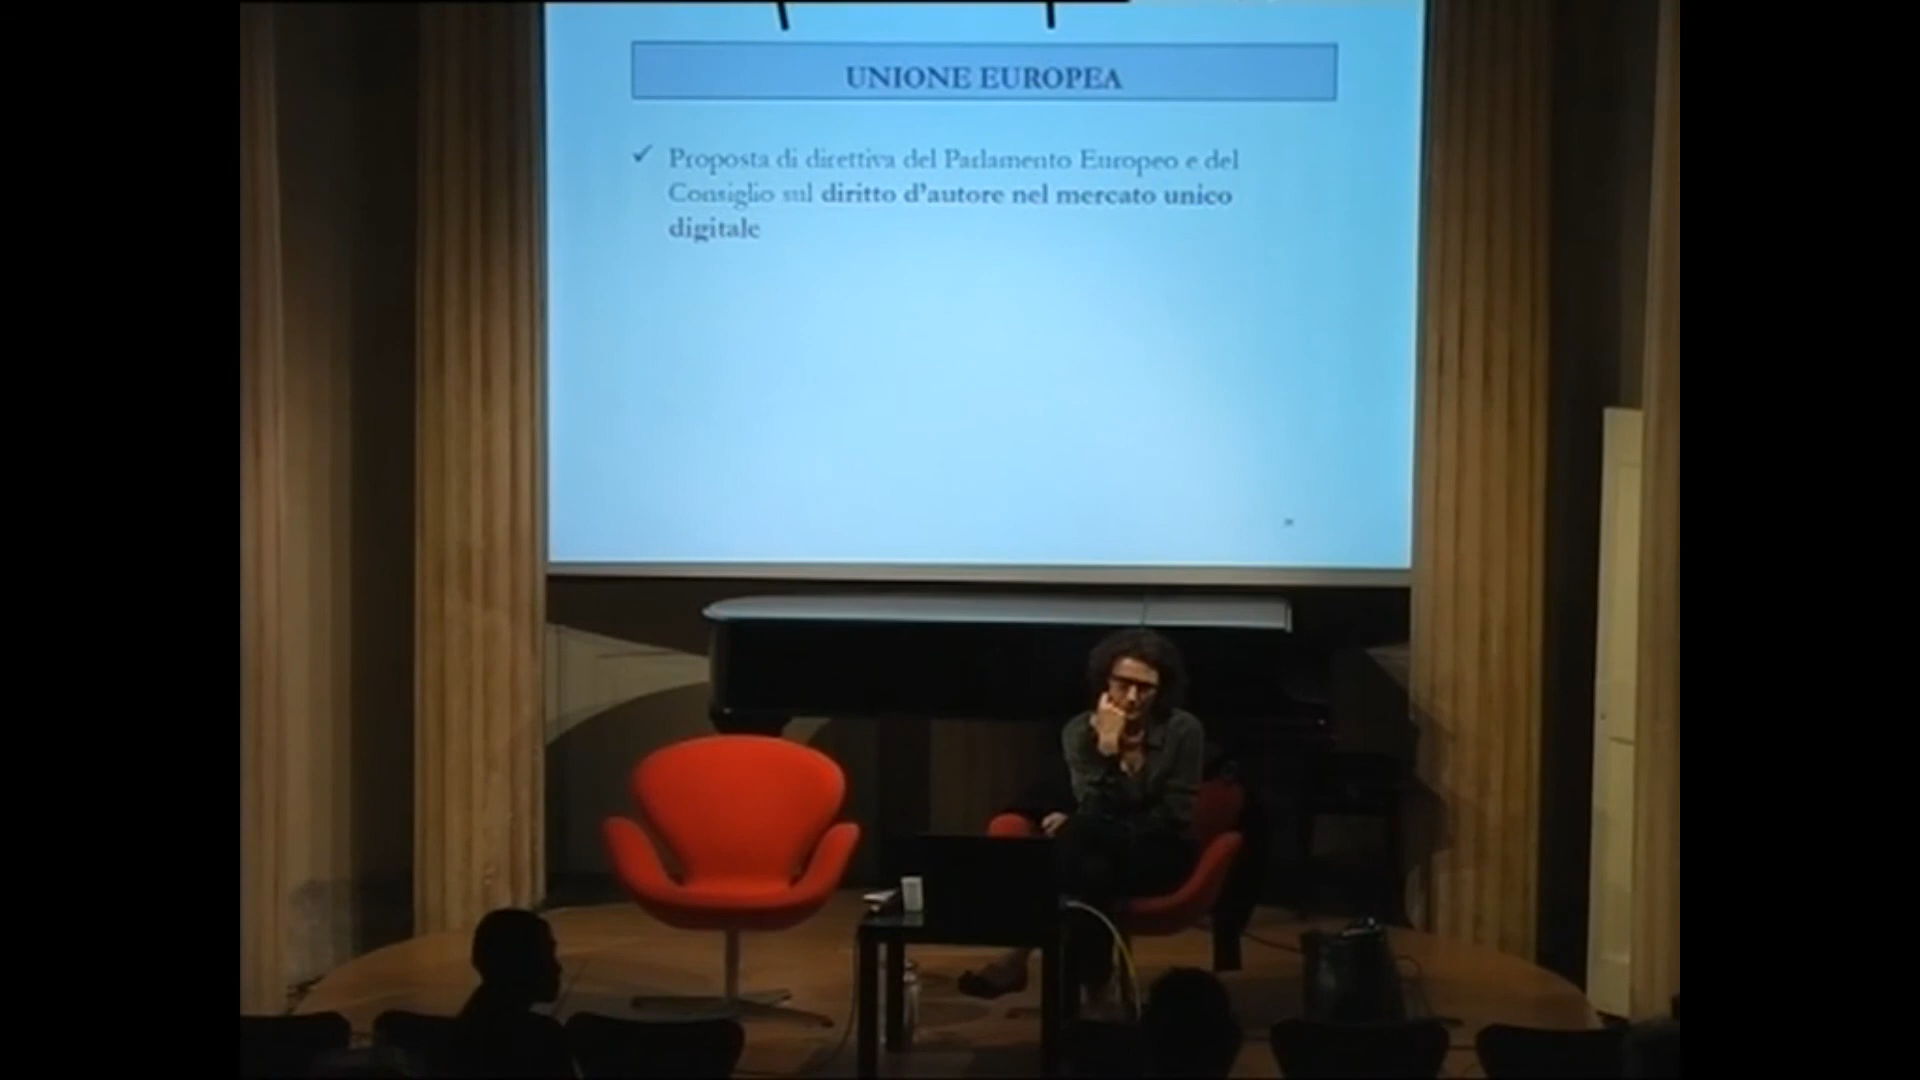 UNIONE EUROPEA
✓ Proposta di direttiva del Parlamento Europeo e del
Consiglio sul diritto d'autore nel mercato unico
digitale